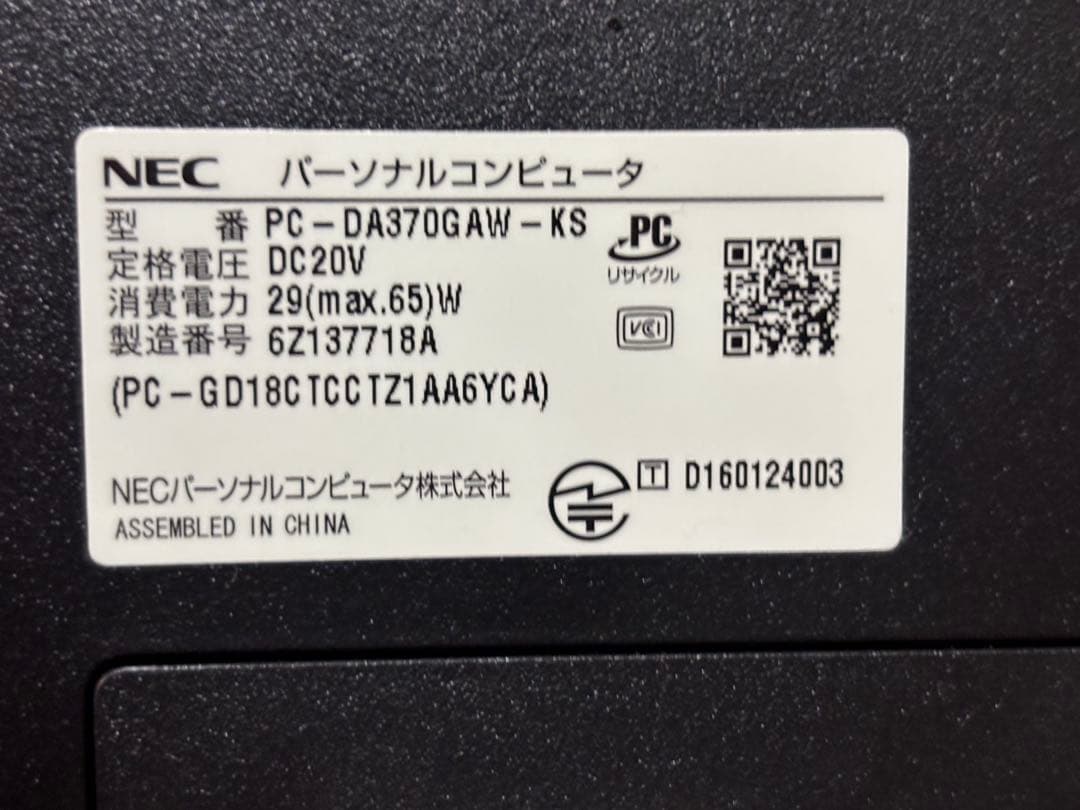 NEC パーソナルコンピュータ
型 番 PC-DA370GAW-KS
定格電圧 DC20V
消費電力 29(max.65)W
製造番号 6Z137718A
(PC-GD18CTCCTZ1AA6YCA)
PC
リサイクル
VCCI
NECパーソナルコンピュータ株式会社
ASSEMBLED IN CHINA
T D160124003